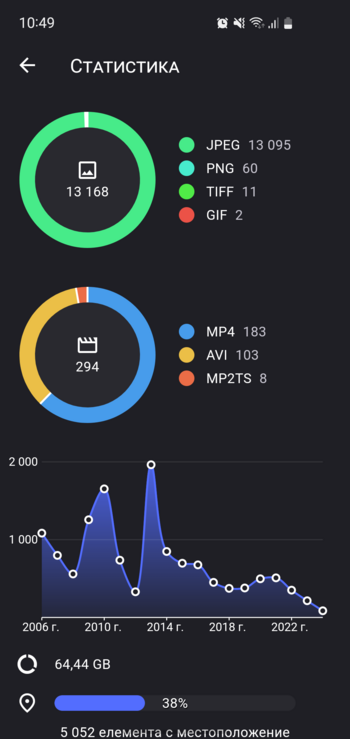 10:49
Статистика
JPEG 13 095
PNG 60
TIFF 11
GIF 2
13 168
MP4 183
AVI 103
MP2TS 8
294
2 000
1 000
2006 г. 2010 г. 2014 г. 2018 г. 2022 г.
64,44 GB
38%
5 052 елемента с местоположение